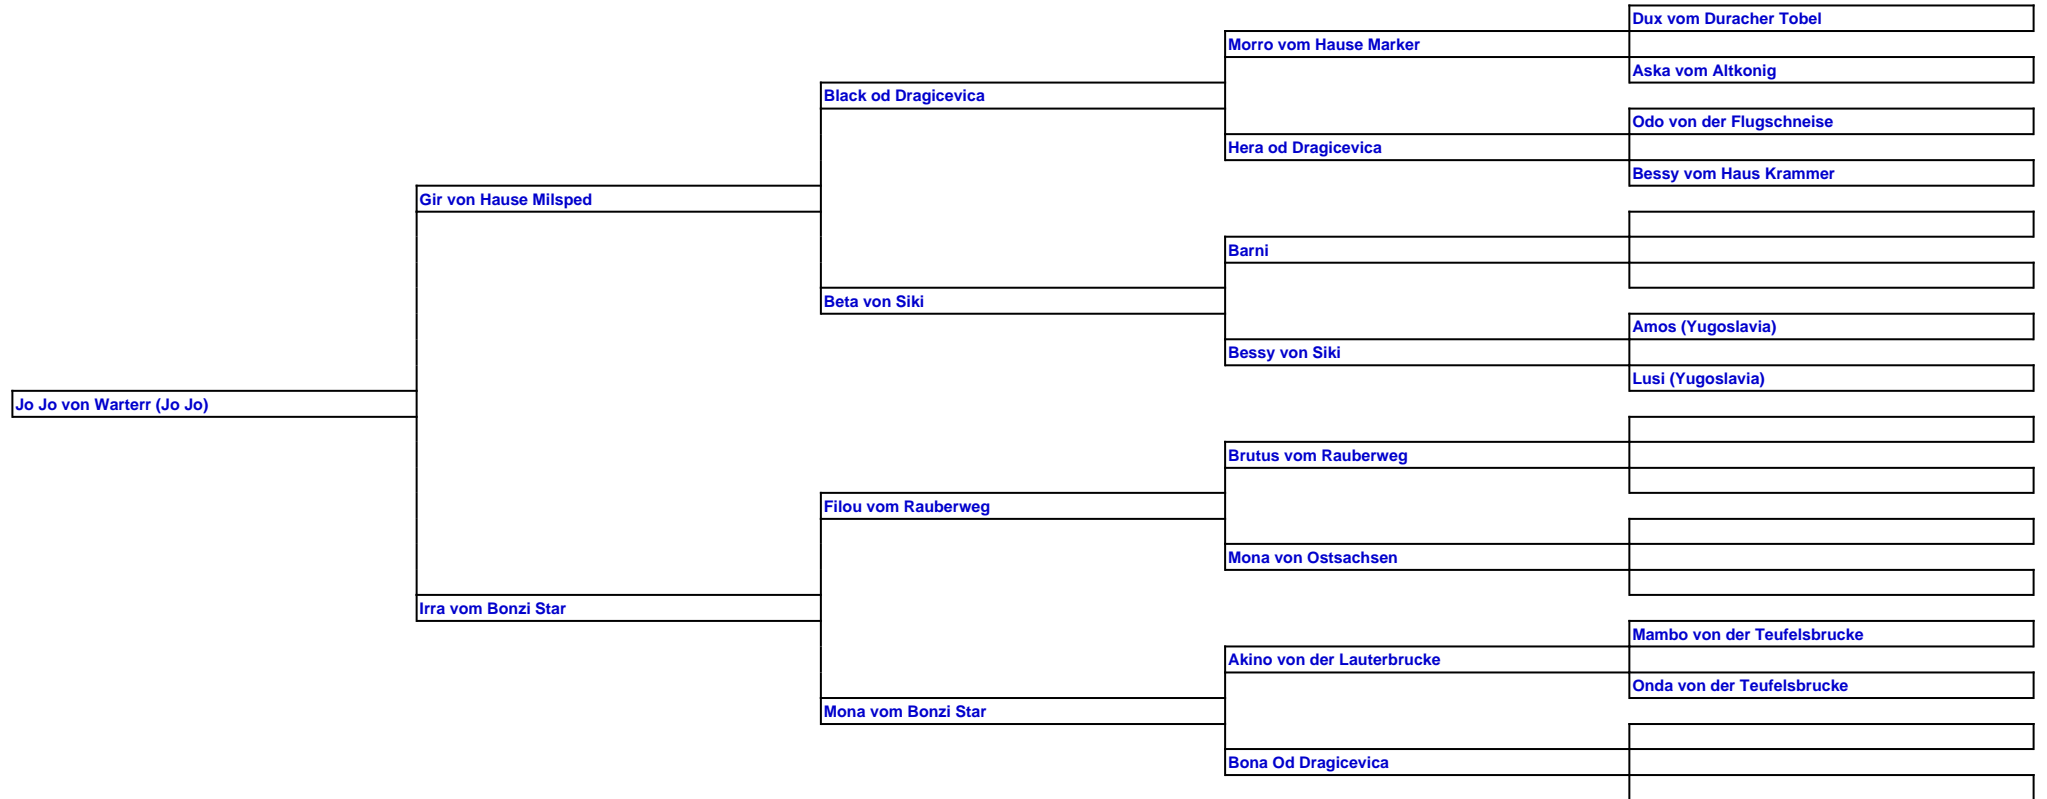 Dux vom Duracher Tobel
Morro vom Hause Marker
Aska vom Altkonig
Black od Dragicevica
Odo von der Flugschneise
Hera od Dragicevica
Bessy vom Haus Krammer
Gir von Hause Milsped
Barni
Beta von Siki
Amos (Yugoslavia)
Bessy von Siki
Lusi (Yugoslavia)
Jo Jo von Warterr (Jo Jo)
Brutus vom Rauberweg
Filou vom Rauberweg
Mona von Ostsachsen
Irra vom Bonzi Star
Mambo von der Teufelsbrucke
Akino von der Lauterbrucke
Onda von der Teufelsbrucke
Mona vom Bonzi Star
Bona Od Dragicevica